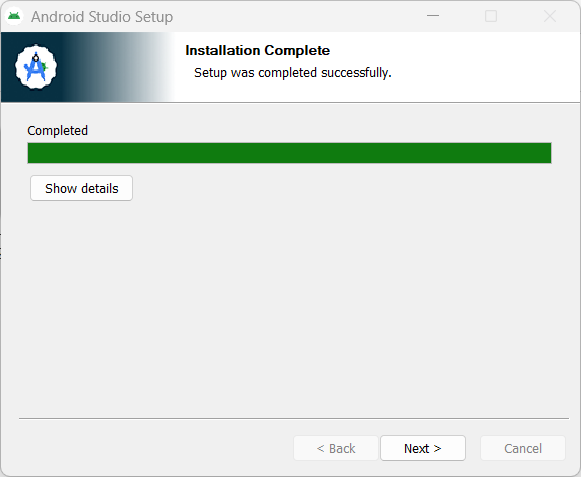 Android Studio Setup
Installation Complete
Setup was completed successfully.
Completed
Show details
< Back
Next >
Cancel